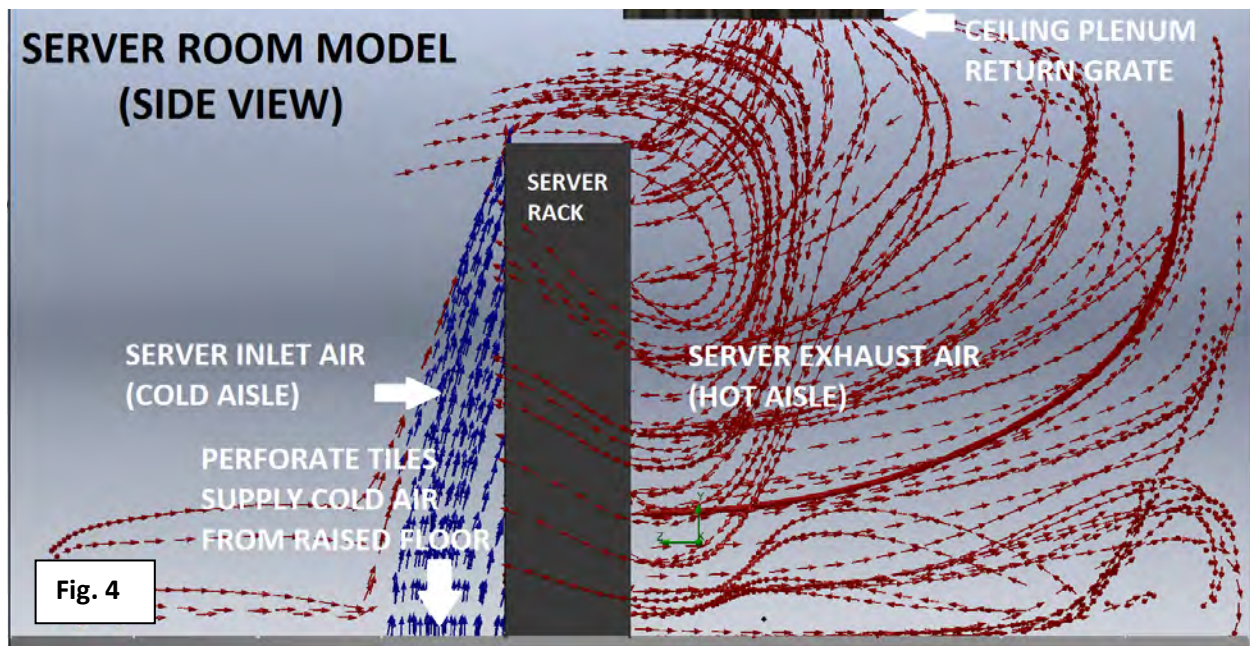 SERVER ROOM MODEL
(SIDE VIEW)
CEILING PLENUM
RETURN GRATE
SERVER
RACK
SERVER INLET AIR
(COLD AISLE)
SERVER EXHAUST AIR
(HOT AISLE)
PERFORATE TILES
SUPPLY COLD AIR
FROM RAISED FLOOR
Y
Z
X
Fig. 4